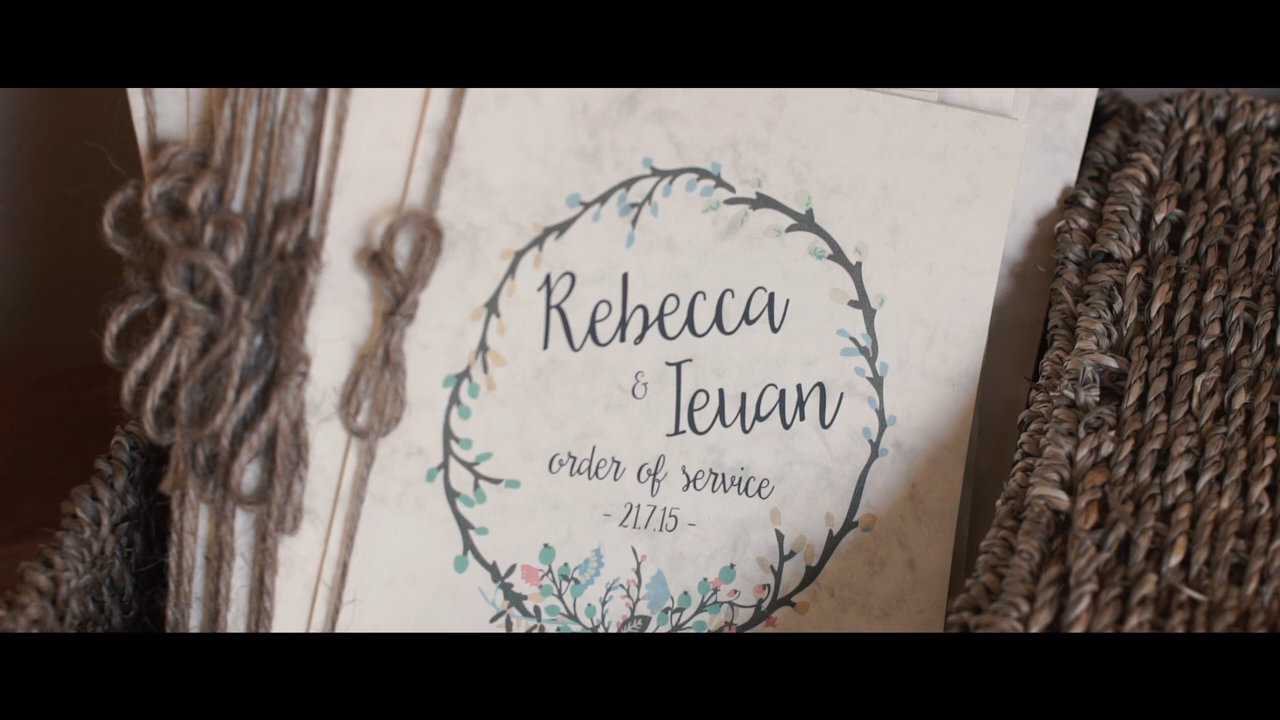 Rebecca
& Ieuan
order of service
- 21.7.15 -